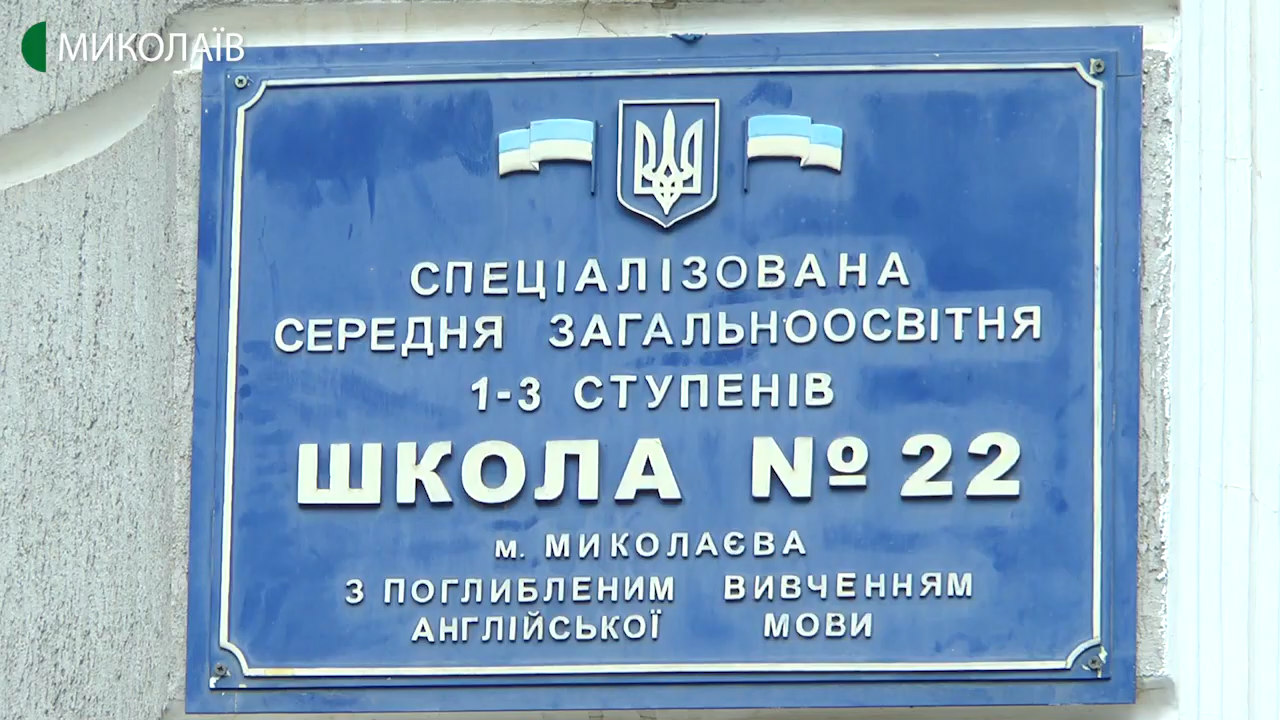 МИКОЛАЇВ
СПЕЦІАЛІЗОВАНА
СЕРЕДНЯ ЗАГАЛЬНООСВІТНЯ
1-3 СТУПЕНІВ
ШКОЛА № 22
м. МИКОЛАЄВА
З ПОГЛИБЛЕНИМ ВИВЧЕННЯМ
АНГЛІЙСЬКОЇ МОВИ